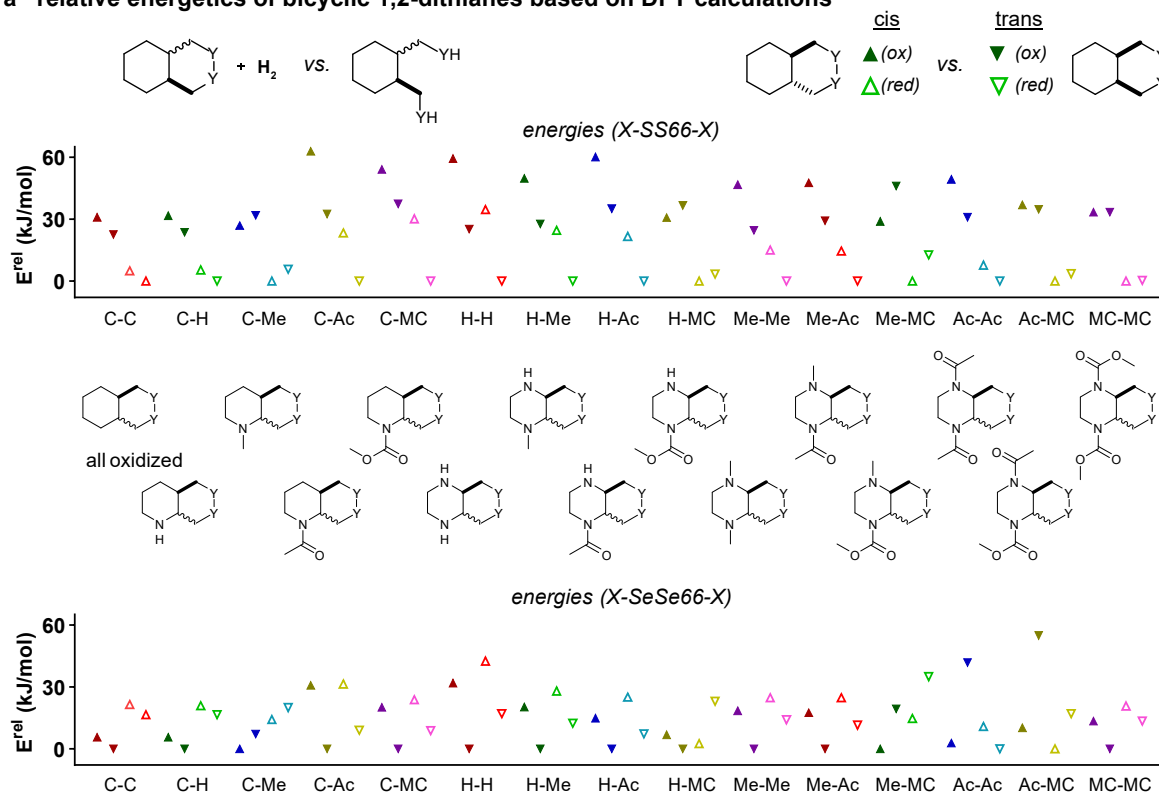 a relative energetics of bicyclic 1,2-dithianes based on DFT calculations
Y Y + H2 vs. YH YH
Y Y cis (ox) (red) vs. trans (ox) (red) Y Y
energies (X-SS66-X)
E^rel (kJ/mol)
60
30
0
C-C C-H C-Me C-Ac C-MC H-H H-Me H-Ac H-MC Me-Me Me-Ac Me-MC Ac-Ac Ac-MC MC-MC
Y Y
N Y Y
N O O Y Y
H N N Y Y
H N N O O Y Y
N N O Y Y
O N N O Y Y
O O N N O O Y Y
all oxidized
N H Y Y
N O Y Y
H N N H Y Y
H N N O Y Y
N N Y Y
N N O O Y Y
O N N O O Y Y
energies (X-SeSe66-X)
E^rel (kJ/mol)
60
30
0
C-C C-H C-Me C-Ac C-MC H-H H-Me H-Ac H-MC Me-Me Me-Ac Me-MC Ac-Ac Ac-MC MC-MC